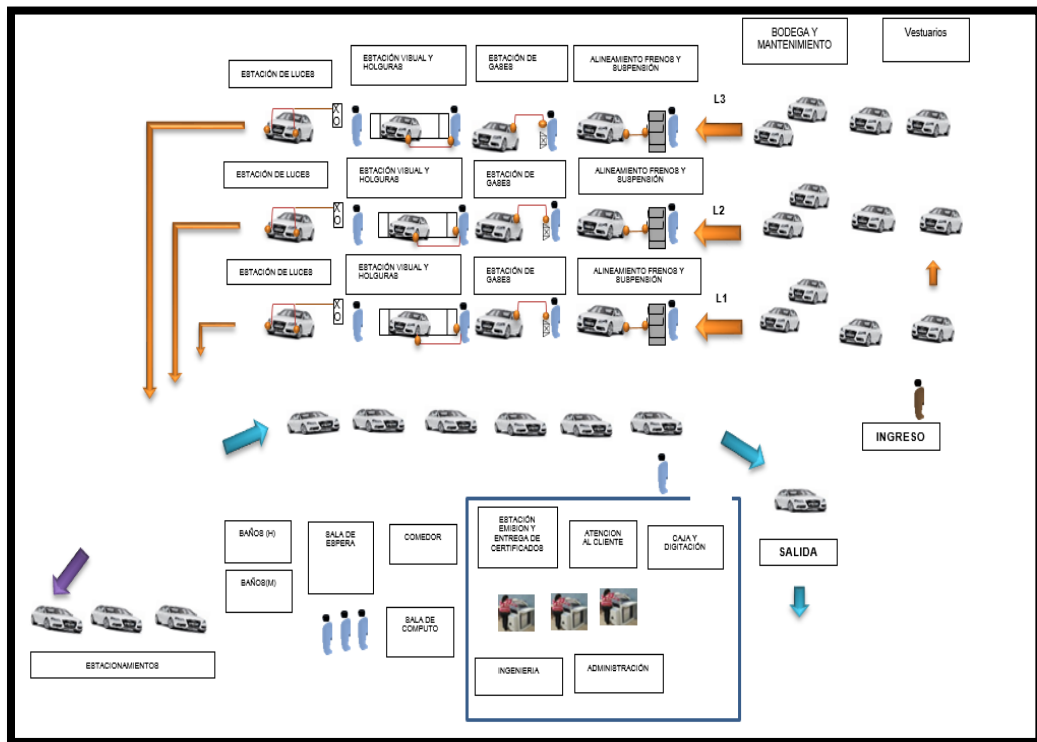 BODEGA Y
MANTENIMIENTO
Vestuarios
ESTACIÓN DE LUCES
ESTACIÓN VISUAL Y
HOLGURAS
ESTACIÓN DE
GASES
ALINEAMIENTO FRENOS Y
SUSPENSIÓN
L3
X
O
ESTACIÓN DE LUCES
ESTACIÓN VISUAL Y
HOLGURAS
ESTACIÓN DE
GASES
ALINEAMIENTO FRENOS Y
SUSPENSIÓN
L2
X
O
ESTACIÓN DE LUCES
ESTACIÓN VISUAL Y
HOLGURAS
ESTACIÓN DE
GASES
ALINEAMIENTO FRENOS Y
SUSPENSIÓN
L1
X
O
INGRESO
BAÑOS (H)
SALA DE
ESPERA
COMEDOR
ESTACIÓN
EMISION Y
ENTREGA DE
CERTIFICADOS
ATENCION
AL CLIENTE
CAJA Y
DIGITACIÓN
SALIDA
BAÑOS(M)
SALA DE
COMPUTO
ESTACIONAMIENTOS
INGENIERIA
ADMINISTRACIÓN